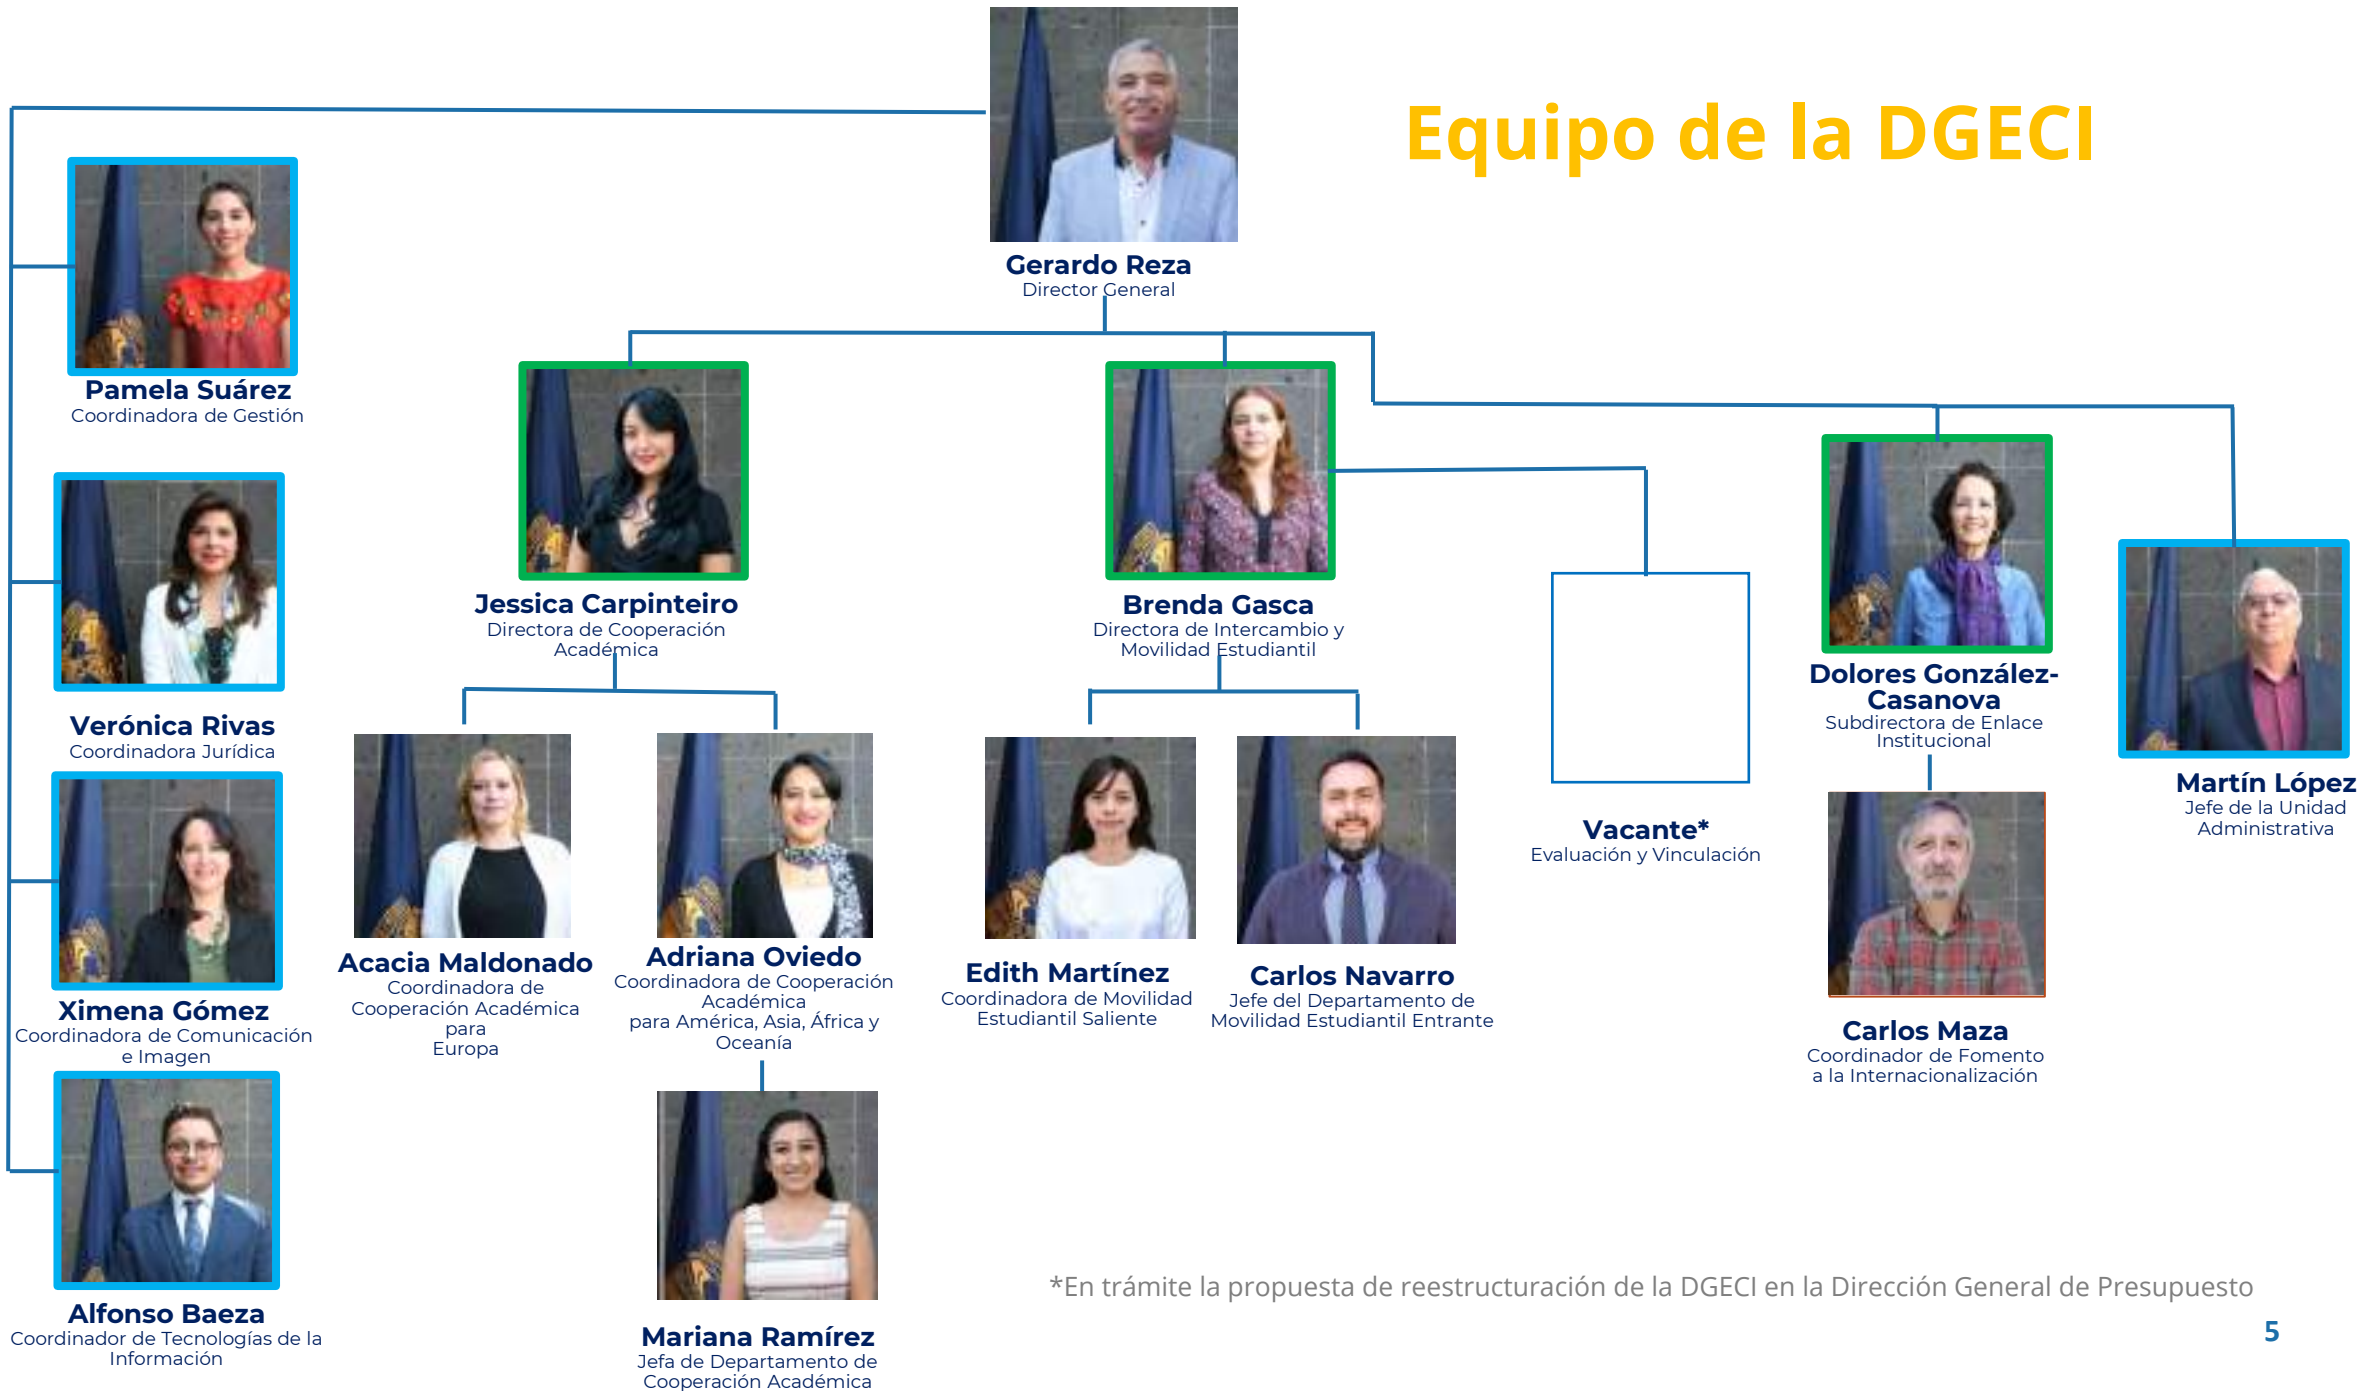 Equipo de la DGECI
Gerardo Reza
Director General
Pamela Suárez
Coordinadora de Gestión
Verónica Rivas
Coordinadora Jurídica
Ximena Gómez
Coordinadora de Comunicación
e Imagen
Alfonso Baeza
Coordinador de Tecnologías de la
Información
Jessica Carpinteiro
Directora de Cooperación
Académica
Acacia Maldonado
Coordinadora de
Cooperación Académica
para
Europa
Adriana Oviedo
Coordinadora de Cooperación
Académica
para América, Asia, África y
Oceanía
Mariana Ramírez
Jefa de Departamento de
Cooperación Académica
Brenda Gasca
Directora de Intercambio y
Movilidad Estudiantil
Edith Martínez
Coordinadora de Movilidad
Estudiantil Saliente
Carlos Navarro
Jefe del Departamento de
Movilidad Estudiantil Entrante
Vacante*
Evaluación y Vinculación
Dolores González-
Casanova
Subdirectora de Enlace
Institucional
Carlos Maza
Coordinador de Fomento
a la Internacionalización
Martín López
Jefe de la Unidad
Administrativa
*En trámite la propuesta de reestructuración de la DGECI en la Dirección General de Presupuesto
5